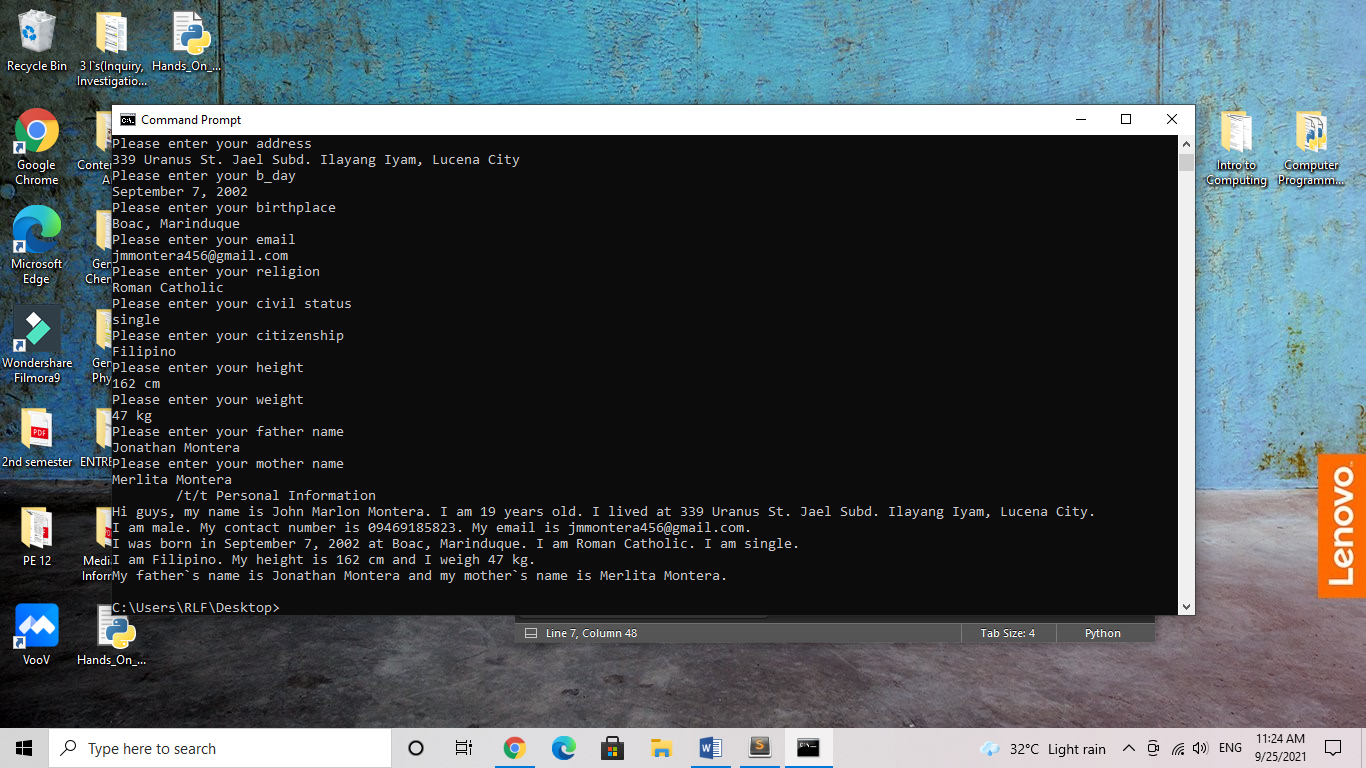 Recycle Bin
3 I`s(Inquiry,
Investigatio...
Hands_On_...
Google
Chrome
Conten
A
Microsoft
Edge
Gen
Chem
Wondershare
Filmora9
Gen
Phy
2nd semester
ENTRE
PE 12
Medi
Inforr
VooV
Hands_On_...
Intro to
Computing
Computer
Programm...
Command Prompt
Please enter your address
339 Uranus St. Jael Subd. Ilayang Iyam, Lucena City
Please enter your b_day
September 7, 2002
Please enter your birthplace
Boac, Marinduque
Please enter your email
jmmontera456@gmail.com
Please enter your religion
Roman Catholic
Please enter your civil status
single
Please enter your citizenship
Filipino
Please enter your height
162 cm
Please enter your weight
47 kg
Please enter your father name
Jonathan Montera
Please enter your mother name
Merlita Montera
/t/t Personal Information
Hi guys, my name is John Marlon Montera. I am 19 years old. I lived at 339 Uranus St. Jael Subd. Ilayang Iyam, Lucena City.
I am male. My contact number is 09469185823. My email is jmmontera456@gmail.com.
I was born in September 7, 2002 at Boac, Marinduque. I am Roman Catholic. I am single.
I am Filipino. My height is 162 cm and I weigh 47 kg.
My father`s name is Jonathan Montera and my mother`s name is Merlita Montera.
C:\Users\RLF\Desktop>
Line 7, Column 48
Tab Size: 4
Python
Lenovo
Type here to search
32°C Light rain
ENG
11:24 AM
9/25/2021